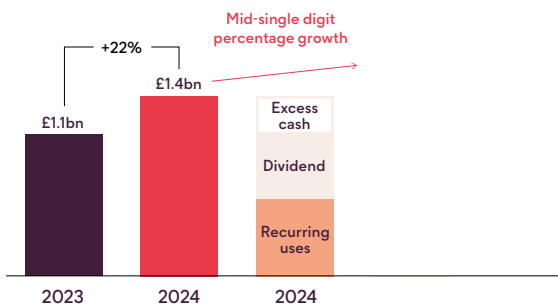 Mid-single digit
percentage growth
+22%
£1.4bn
£1.1bn
Excess
cash
Dividend
Recurring
uses
2023
2024
2024